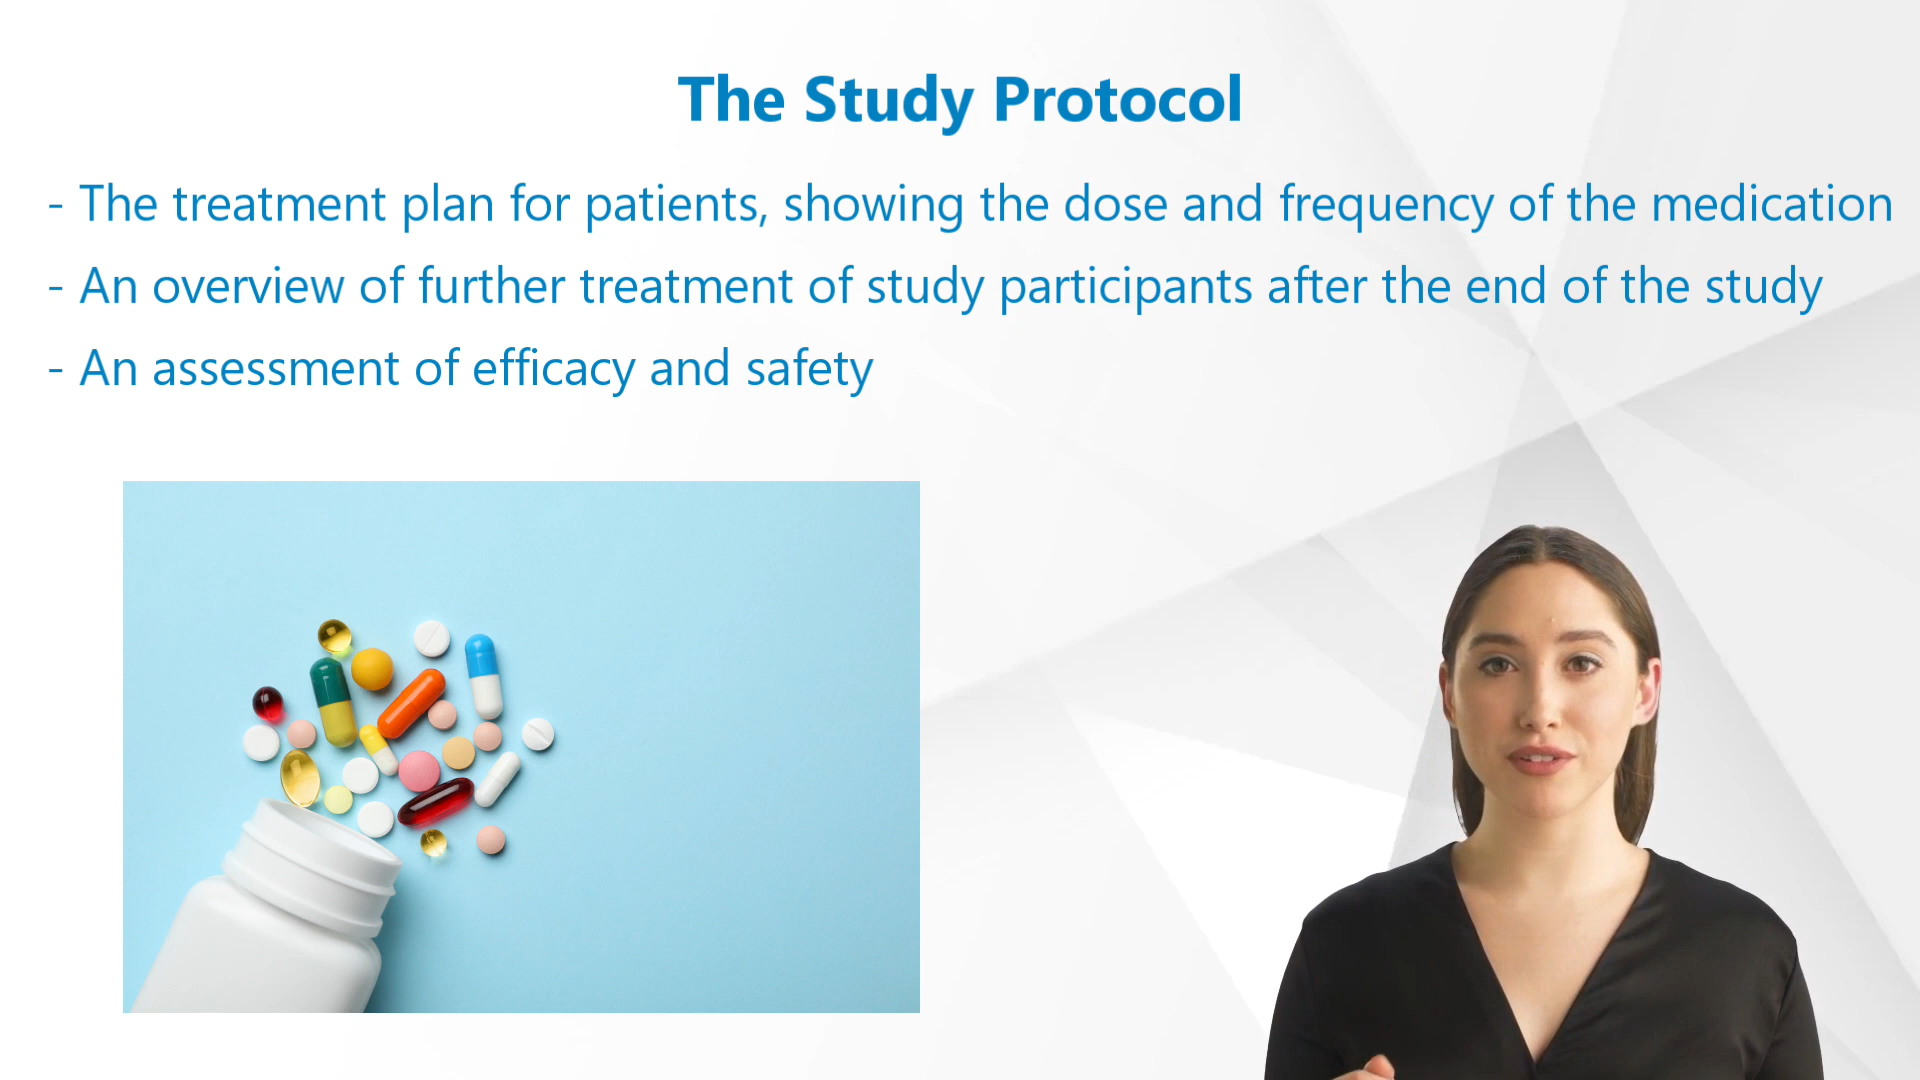 The Study Protocol
- The treatment plan for patients, showing the dose and frequency of the medication
- An overview of further treatment of study participants after the end of the study
- An assessment of efficacy and safety